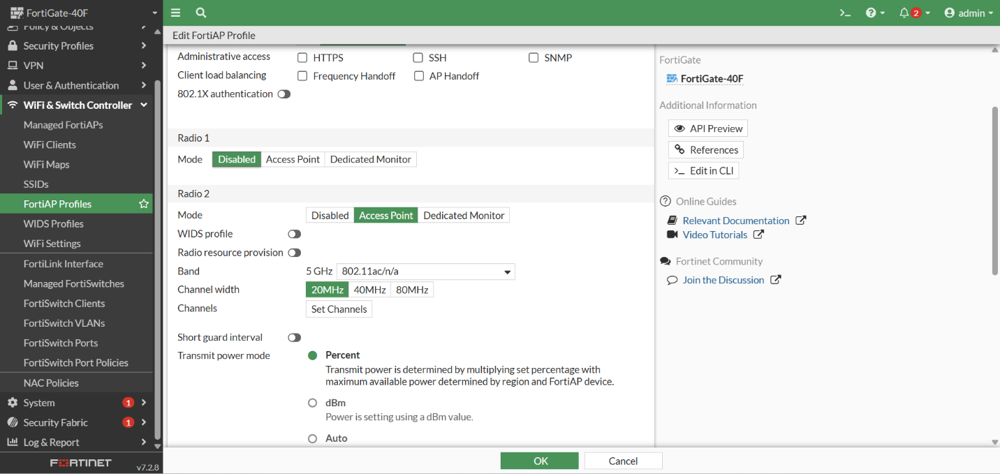 FortiGate-40F
2
admin
Policy & Objects
Security Profiles
VPN
User & Authentication
WiFi & Switch Controller
Managed FortiAPs
WiFi Clients
WiFi Maps
SSIDs
FortiAP Profiles
WIDS Profiles
WiFi Settings
FortiLink Interface
Managed FortiSwitches
FortiSwitch Clients
FortiSwitch VLANs
FortiSwitch Ports
FortiSwitch Port Policies
NAC Policies
System 1
Security Fabric 1
Log & Report
FORTINET
v7.2.8
Edit FortiAP Profile
Administrative access HTTPS SSH SNMP
Client load balancing Frequency Handoff AP Handoff
802.1X authentication
Radio 1
Mode Disabled Access Point Dedicated Monitor
Radio 2
Mode Disabled Access Point Dedicated Monitor
WIDS profile
Radio resource provision
Band 5 GHz 802.11ac/n/a
Channel width 20MHz 40MHz 80MHz
Channels Set Channels
Short guard interval
Transmit power mode Percent
Transmit power is determined by multiplying set percentage with
maximum available power determined by region and FortiAP device.
dBm
Power is setting using a dBm value.
Auto
OK Cancel
FortiGate
FortiGate-40F
Additional Information
API Preview
References
>_ Edit in CLI
Online Guides
Relevant Documentation
Video Tutorials
Fortinet Community
Join the Discussion